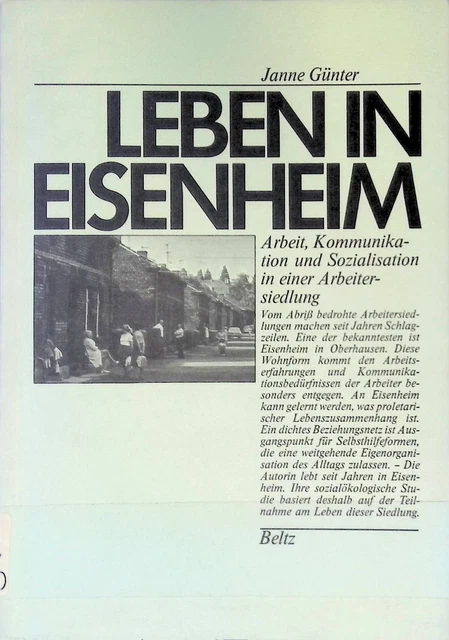 Janne Günter
LEBEN IN
EISENHEIM
Arbeit, Kommunika-
tion und Sozialisation
in einer Arbeiter-
siedlung
Vom Abriß bedrohte Arbeitersied-
lungen machen seit Jahren Schlag-
zeilen. Eine der bekanntesten ist
Eisenheim in Oberhausen. Diese
Wohnform kommt den Arbeits-
erfahrungen und Kommunika-
tionsbedürfnissen der Arbeiter be-
sonders entgegen. An Eisenheim
kann gelernt werden, was proletari-
scher Lebenszusammenhang ist.
Ein dichtes Beziehungsnetz ist Aus-
gangspunkt für Selbsthilfeformen,
die eine weitgehende Eigenorgani-
sation des Alltags zulassen. – Die
Autorin lebt seit Jahren in Eisen-
heim. Ihre sozialökologische Stu-
die basiert deshalb auf der Teil-
nahme am Leben dieser Siedlung.
Beltz